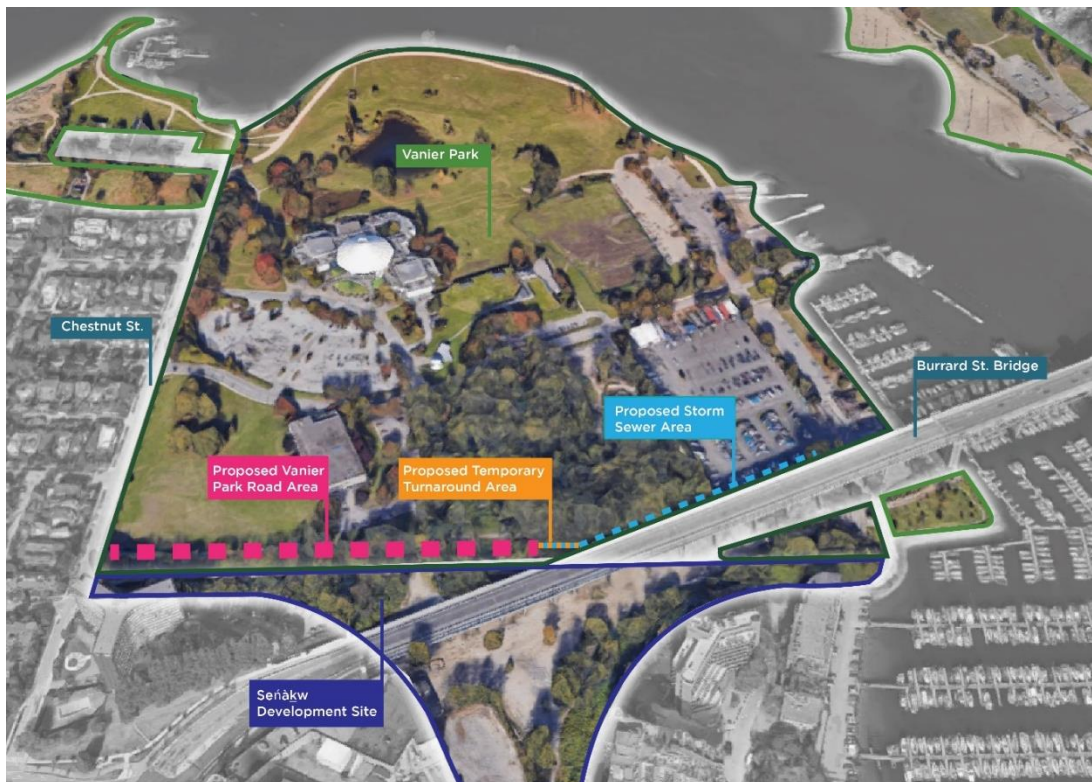 Vanier Park
Chestnut St.
Burrard St. Bridge
Proposed Storm
Sewer Area
Proposed Vanier
Park Road Area
Proposed Temporary
Turnaround Area
Seńáḵw
Development Site